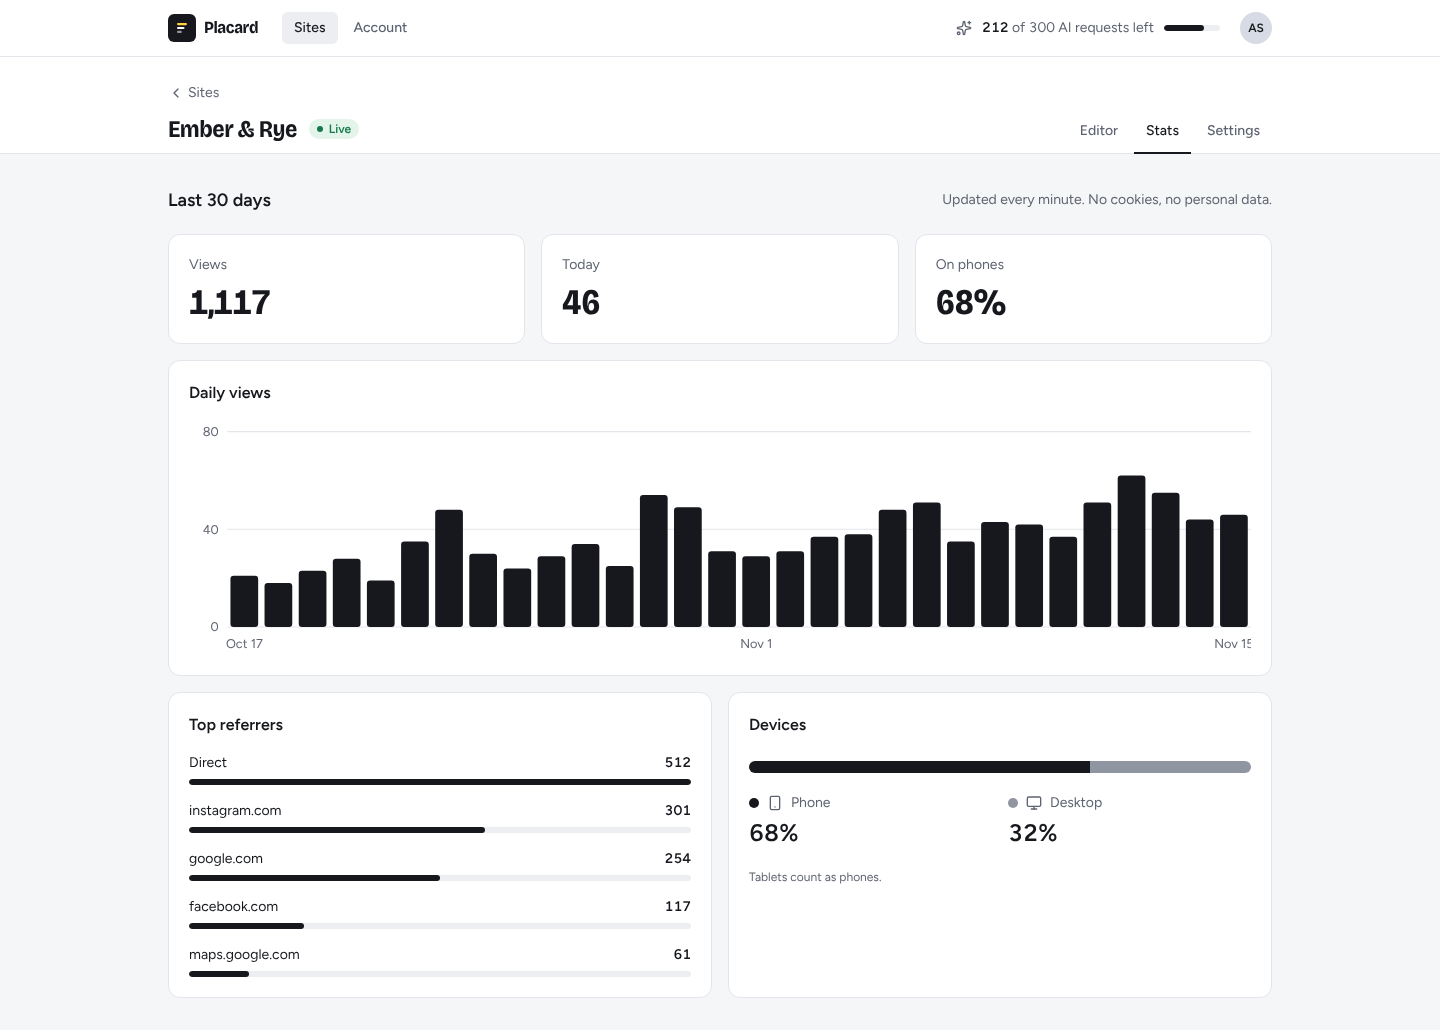 Placard
Sites
Account
212 of 300 AI requests left
AS
Sites
Ember & Rye
Live
Editor
Stats
Settings
Last 30 days
Updated every minute. No cookies, no personal data.
Views
1,117
Today
46
On phones
68%
Daily views
80
40
0
Oct 17
Nov 1
Nov 15
Top referrers
Direct
512
instagram.com
301
google.com
254
facebook.com
117
maps.google.com
61
Devices
Phone
68%
Desktop
32%
Tablets count as phones.